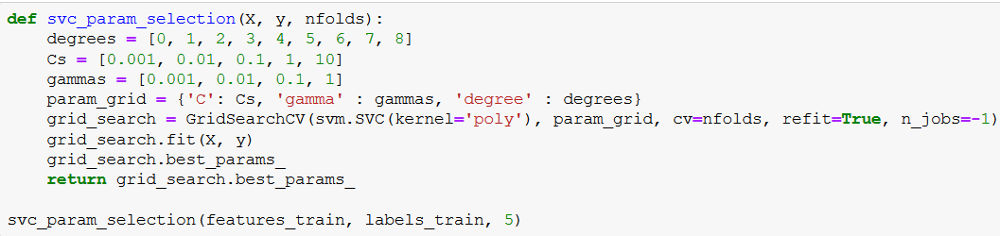 def svc_param_selection(X, y, nfolds):
    degrees = [0, 1, 2, 3, 4, 5, 6, 7, 8]
    Cs = [0.001, 0.01, 0.1, 1, 10]
    gammas = [0.001, 0.01, 0.1, 1]
    param_grid = {'C': Cs, 'gamma' : gammas, 'degree' : degrees}
    grid_search = GridSearchCV(svm.SVC(kernel='poly'), param_grid, cv=nfolds, refit=True, n_jobs=-1)
    grid_search.fit(X, y)
    grid_search.best_params_
    return grid_search.best_params_

svc_param_selection(features_train, labels_train, 5)